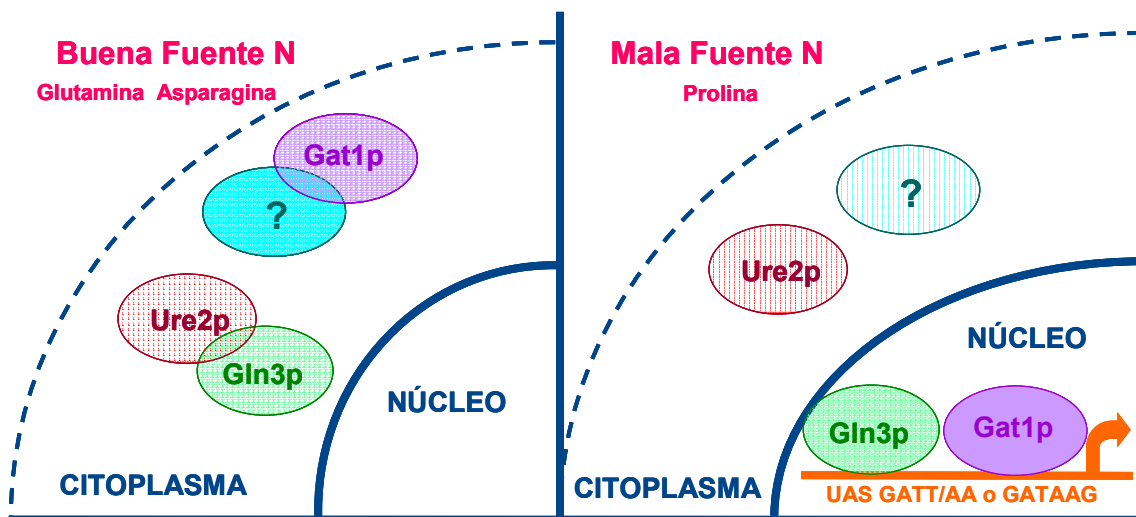 Buena Fuente N
Glutamina Asparagina
Gat1p
?
Ure2p
Gln3p
NÚCLEO
CITOPLASMA
Mala Fuente N
Prolina
?
Ure2p
NÚCLEO
Gln3p
Gat1p
CITOPLASMA
UAS GATT/AA o GATAAG